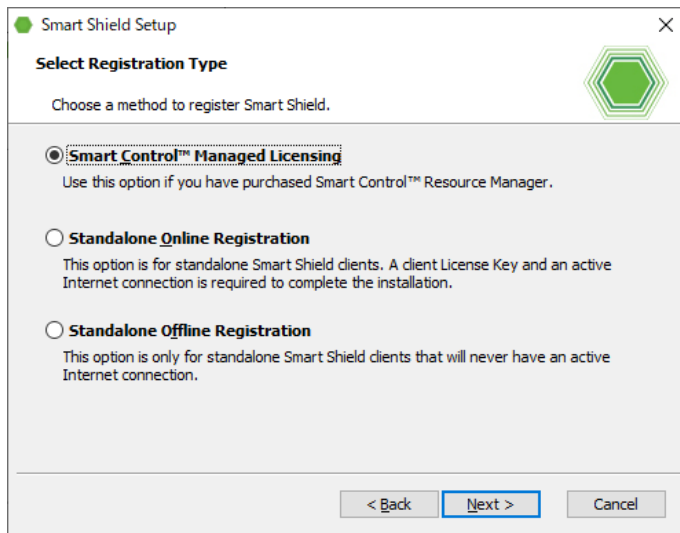 Smart Shield Setup
Select Registration Type
Choose a method to register Smart Shield.
Smart Control™ Managed Licensing
Use this option if you have purchased Smart Control™ Resource Manager.
Standalone Online Registration
This option is for standalone Smart Shield clients. A client License Key and an active
Internet connection is required to complete the installation.
Standalone Offline Registration
This option is only for standalone Smart Shield clients that will never have an active
Internet connection.
< Back
Next >
Cancel